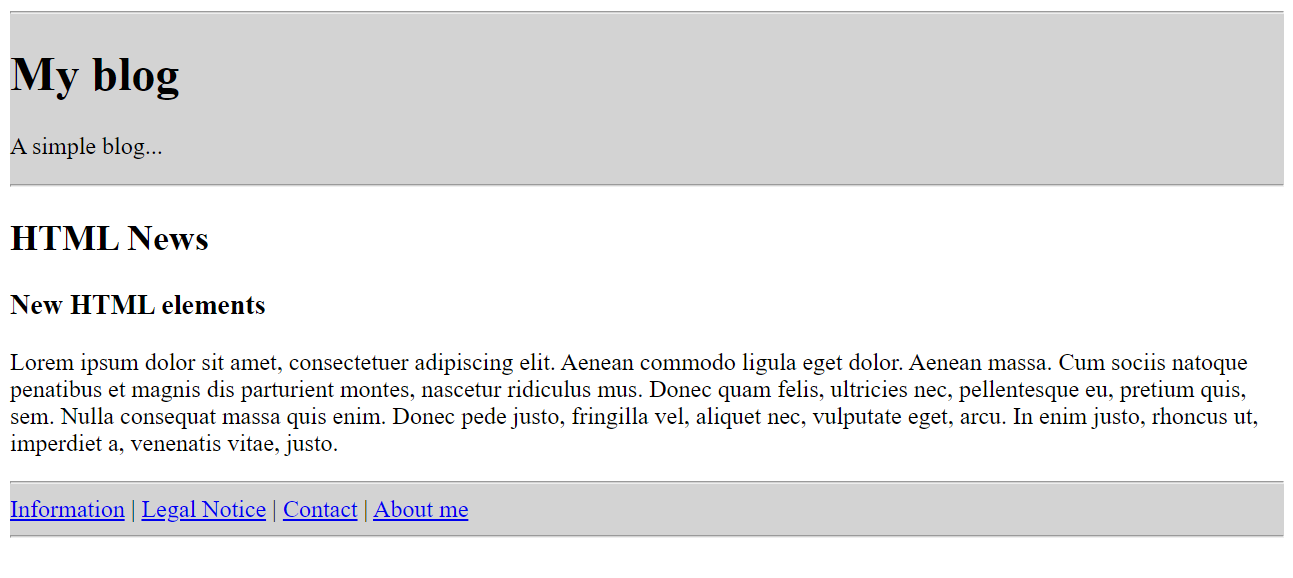 My blog
A simple blog...
HTML News
New HTML elements
Lorem ipsum dolor sit amet, consectetuer adipiscing elit. Aenean commodo ligula eget dolor. Aenean massa. Cum sociis natoque
penatibus et magnis dis parturient montes, nascetur ridiculus mus. Donec quam felis, ultricies nec, pellentesque eu, pretium quis,
sem. Nulla consequat massa quis enim. Donec pede justo, fringilla vel, aliquet nec, vulputate eget, arcu. In enim justo, rhoncus ut,
imperdiet a, venenatis vitae, justo.
Information | Legal Notice | Contact | About me